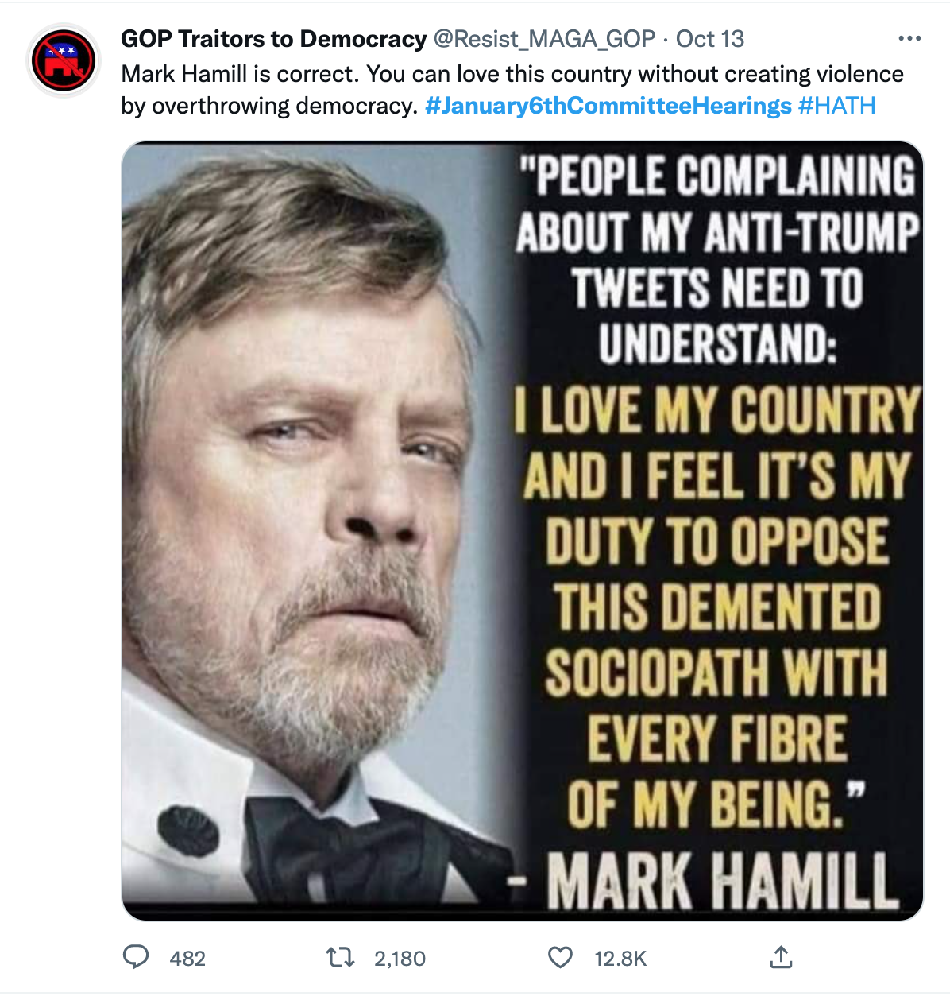 GOP Traitors to Democracy @Resist_MAGA_GOP · Oct 13
Mark Hamill is correct. You can love this country without creating violence
by overthrowing democracy. #January6thCommitteeHearings #HATH
"PEOPLE COMPLAINING
ABOUT MY ANTI-TRUMP
TWEETS NEED TO
UNDERSTAND:
I LOVE MY COUNTRY
AND I FEEL IT'S MY
DUTY TO OPPOSE
THIS DEMENTED
SOCIOPATH WITH
EVERY FIBRE
OF MY BEING.”
- MARK HAMILL
482 2,180 12.8K